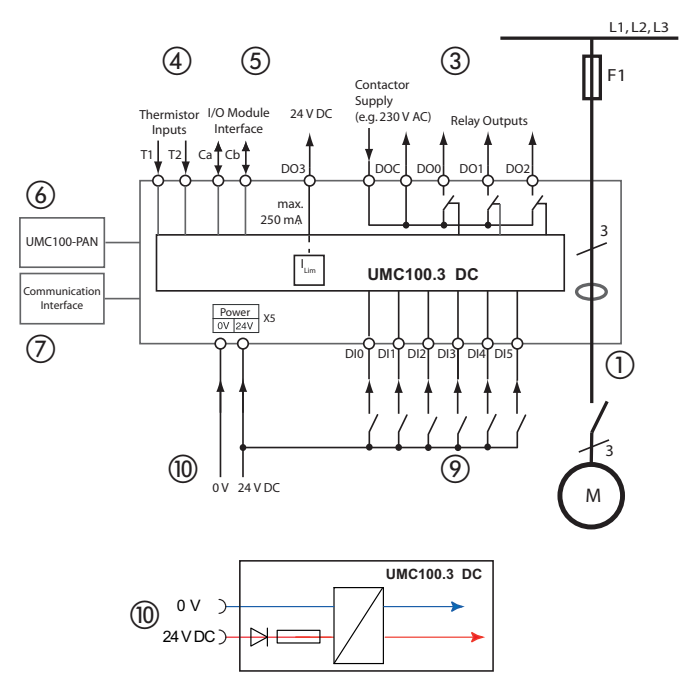 L1, L2, L3
④
⑤
③
F1
Contactor
Supply
(e.g. 230 V AC)
Thermistor
Inputs
I/O Module
Interface
24 V DC
Relay Outputs
T1
T2
Ca
Cb
DO3
DOC
DO0
DO1
DO2
⑥
max.
250 mA
3
UMC100-PAN
ILim
UMC100.3 DC
Communication
Interface
Power
0V
24V
X5
⑦
DI0
DI1
DI2
DI3
DI4
DI5
①
⑩
⑨
3
0 V
24 V DC
M
UMC100.3 DC
⑩
0 V
24 V DC